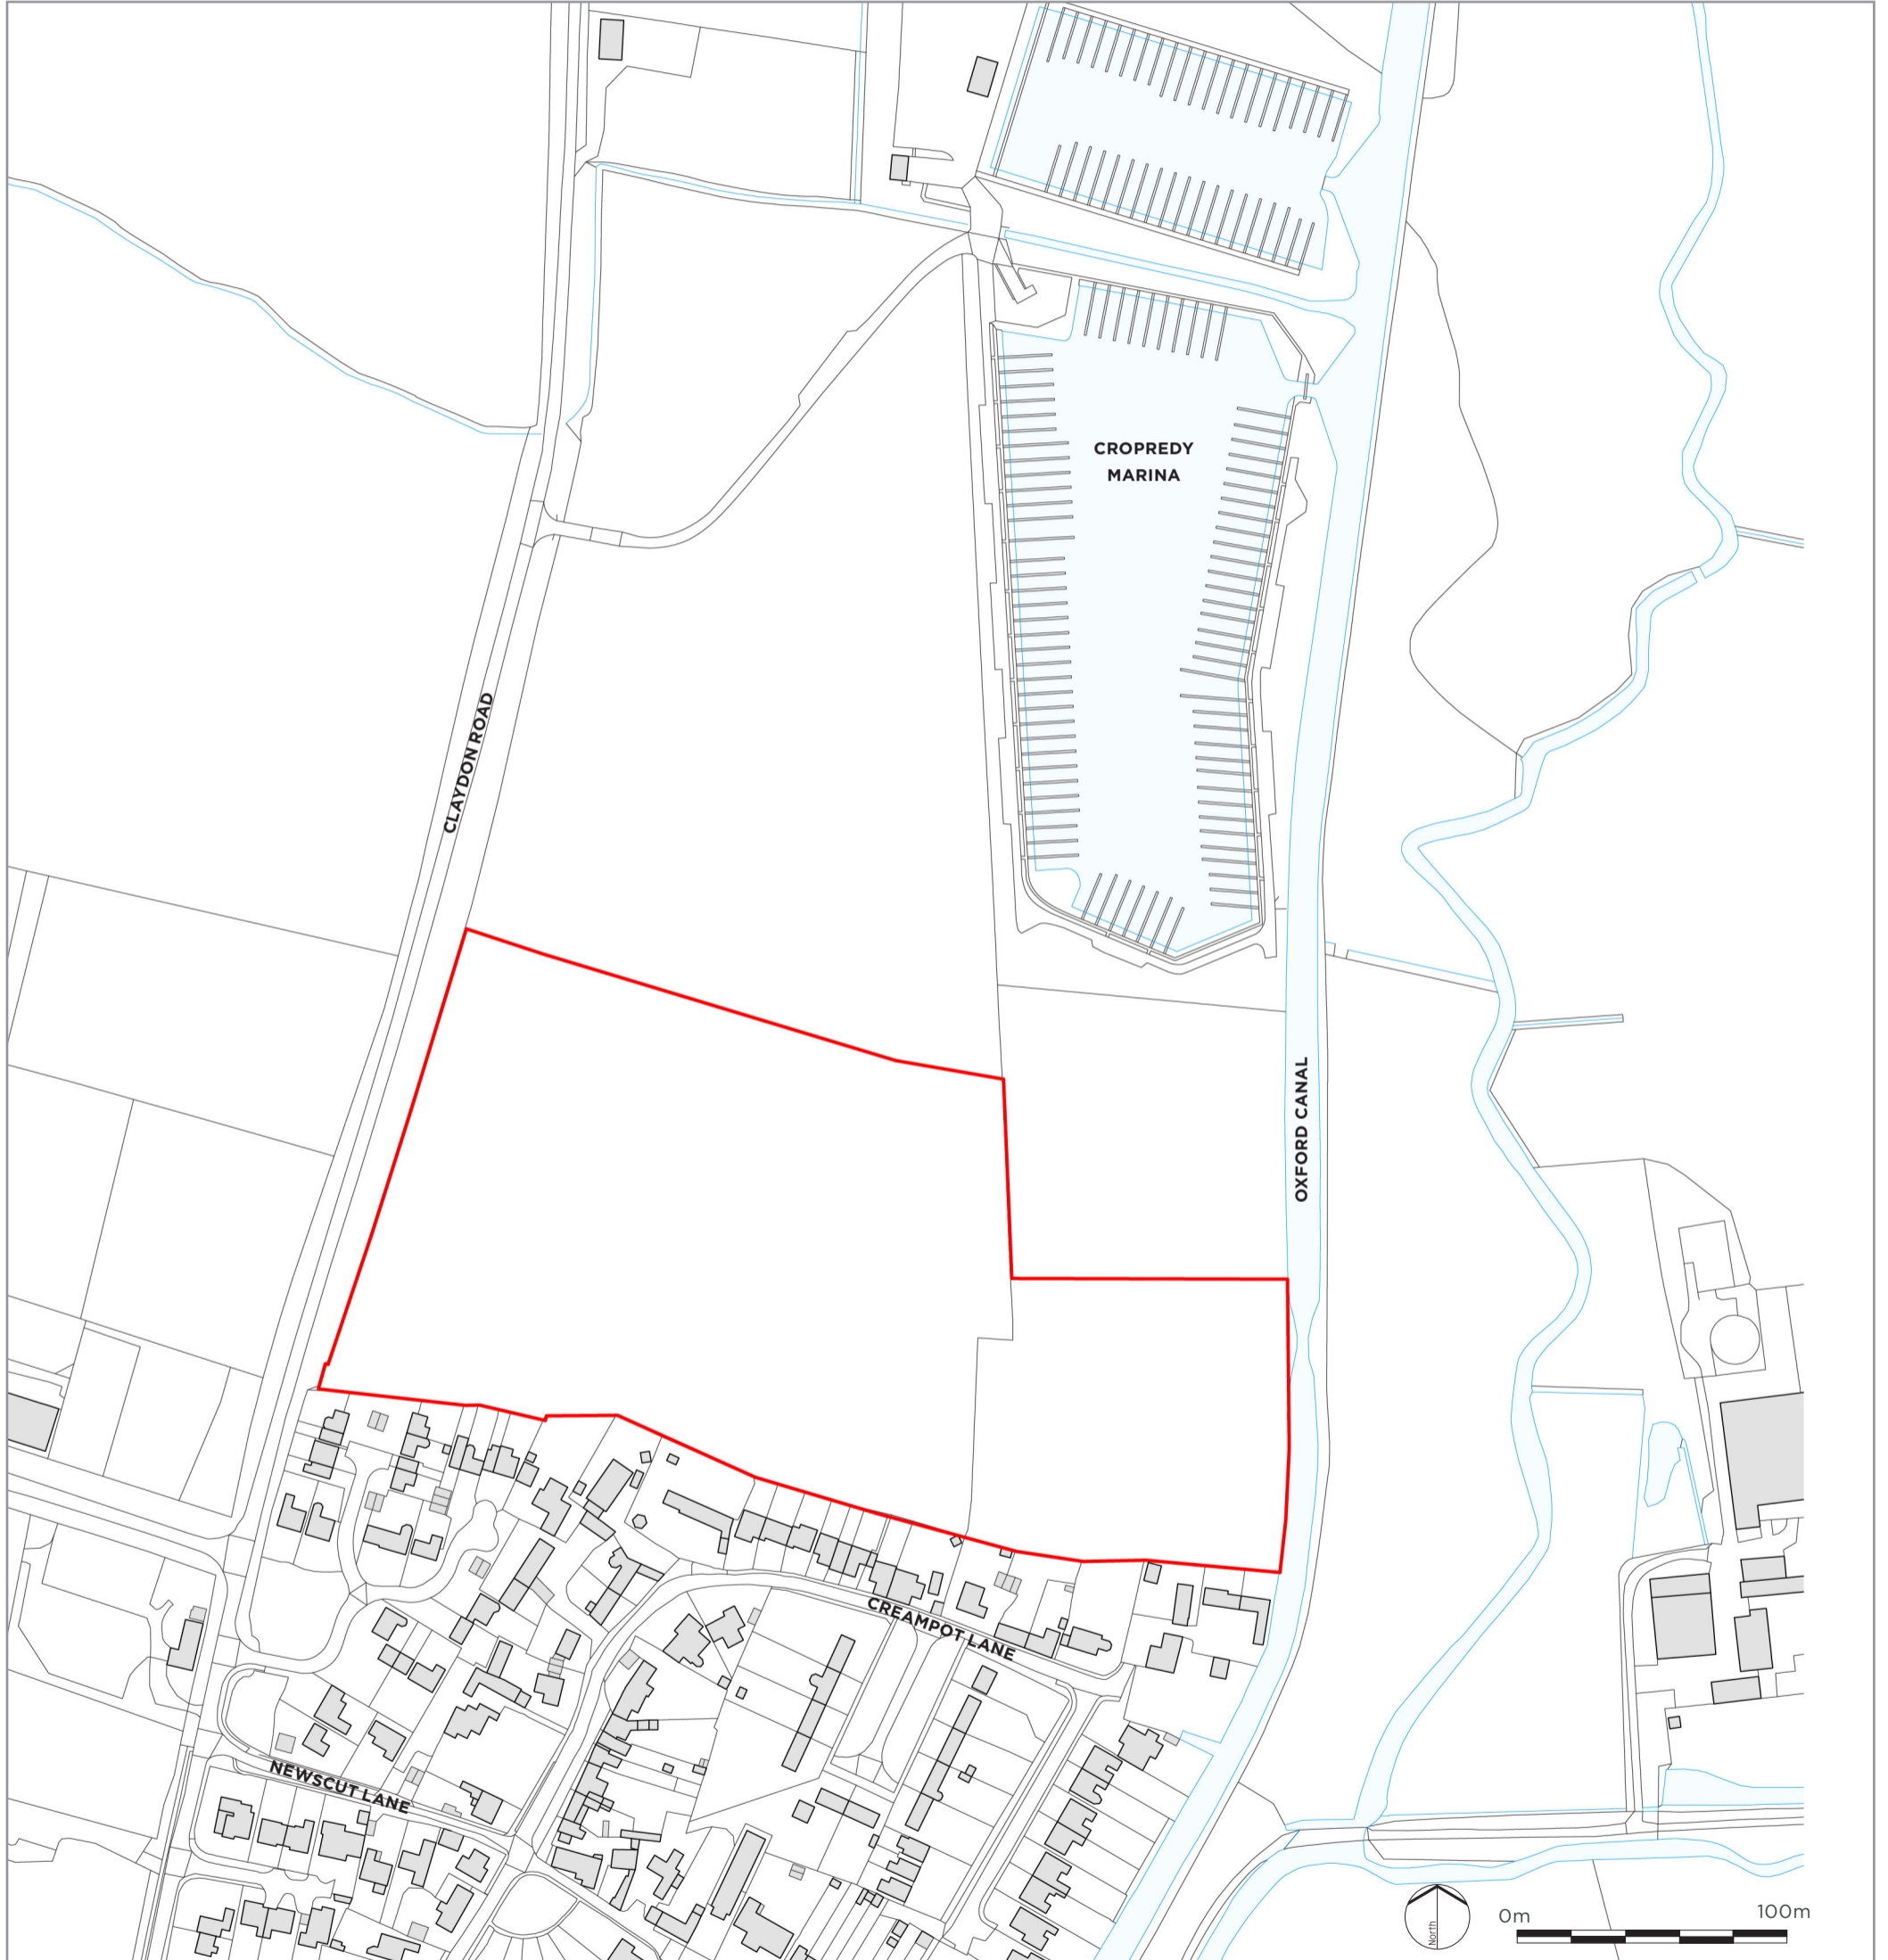 CROPREDY
MARINA
CLAYDON ROAD
OXFORD CANAL
CREAMPOT LANE
NEWSCUT LANE
North
0m
100m